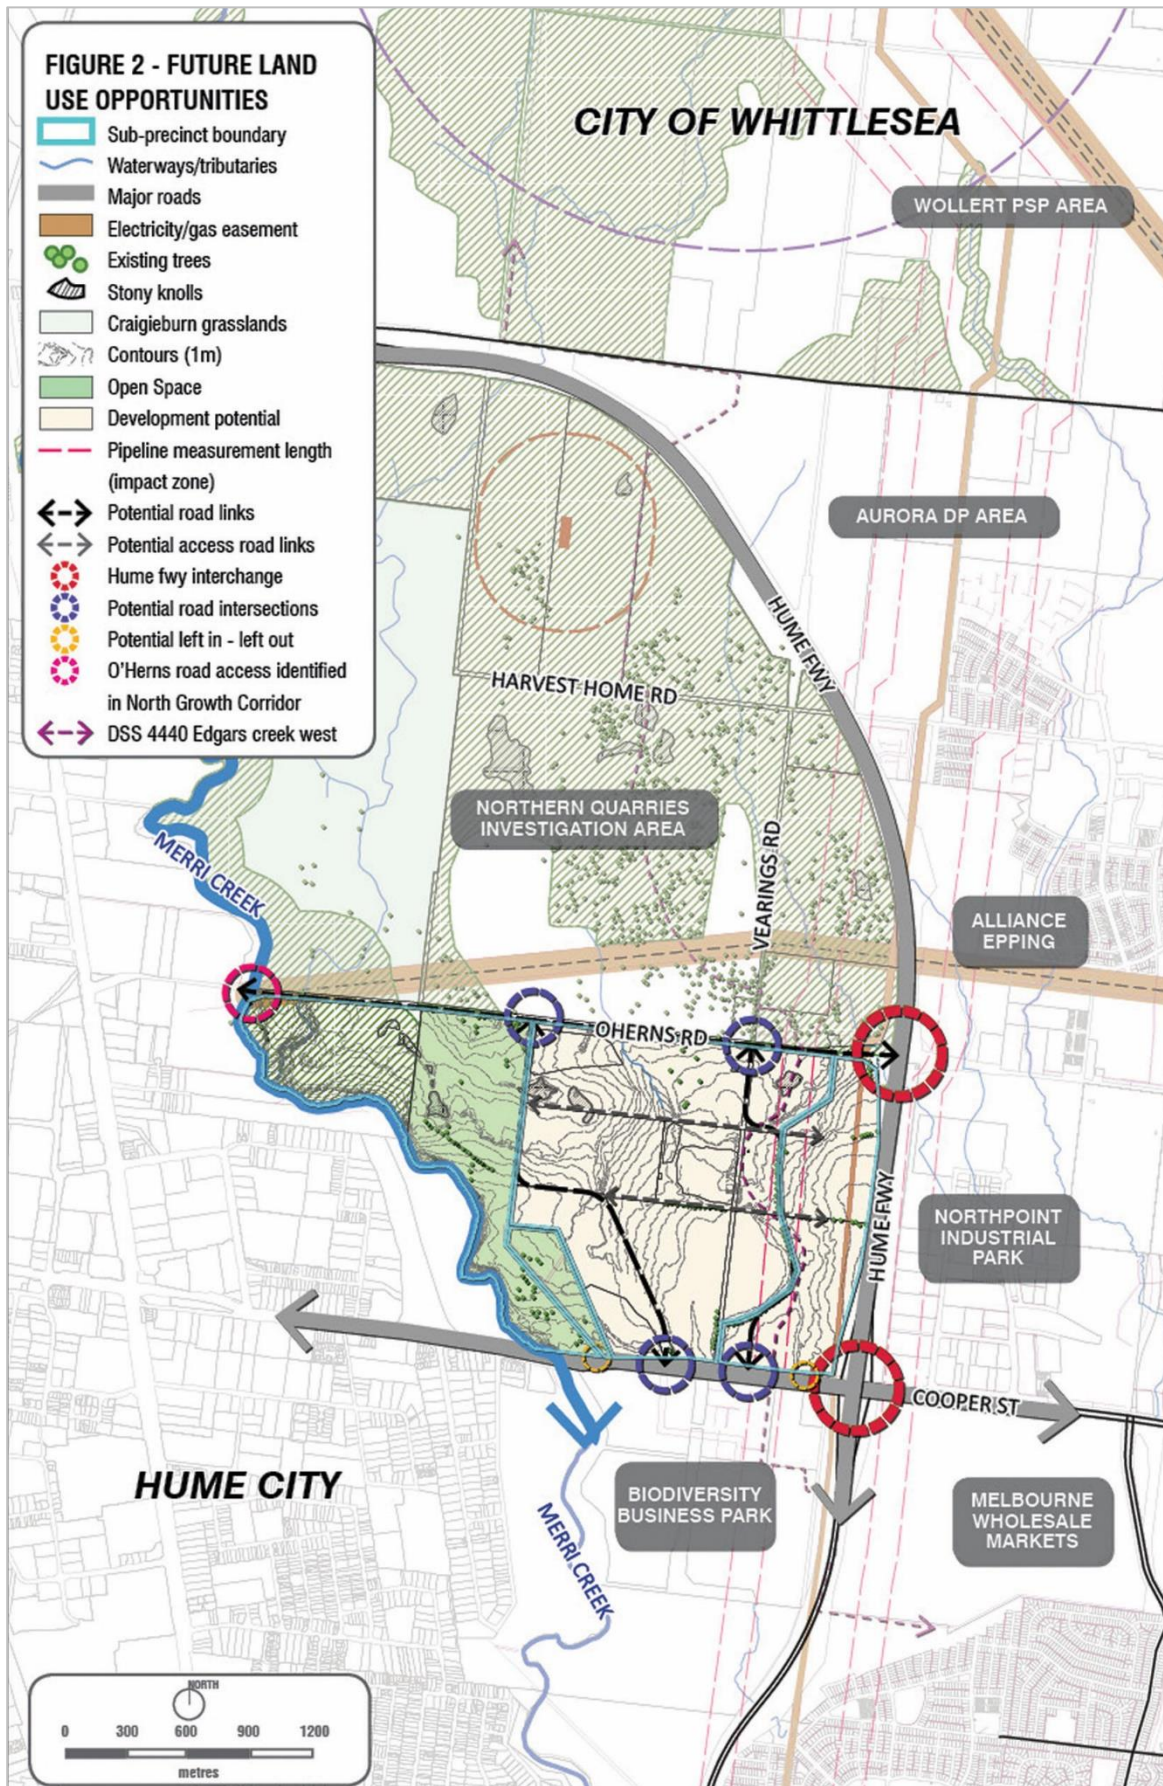 FIGURE 2 - FUTURE LAND
USE OPPORTUNITIES
Sub-precinct boundary
Waterways/tributaries
Major roads
Electricity/gas easement
Existing trees
Stony knolls
Craigieburn grasslands
Contours (1m)
Open Space
Development potential
Pipeline measurement length
(impact zone)
Potential road links
Potential access road links
Hume fwy interchange
Potential road intersections
Potential left in - left out
O'Herns road access identified
in North Growth Corridor
DSS 4440 Edgars creek west
CITY OF WHITTLESEA
WOLLERT PSP AREA
AURORA DP AREA
HUME FWY
HARVEST HOME RD
NORTHERN QUARRIES
INVESTIGATION AREA
VEARINGS RD
MERRI CREEK
ALLIANCE
EPPING
OHERNS RD
HUME FWY
NORTHPOINT
INDUSTRIAL
PARK
COOPER ST
HUME CITY
BIODIVERSITY
BUSINESS PARK
MELBOURNE
WHOLESALE
MARKETS
MERRI CREEK
NORTH
0 300 600 900 1200
metres